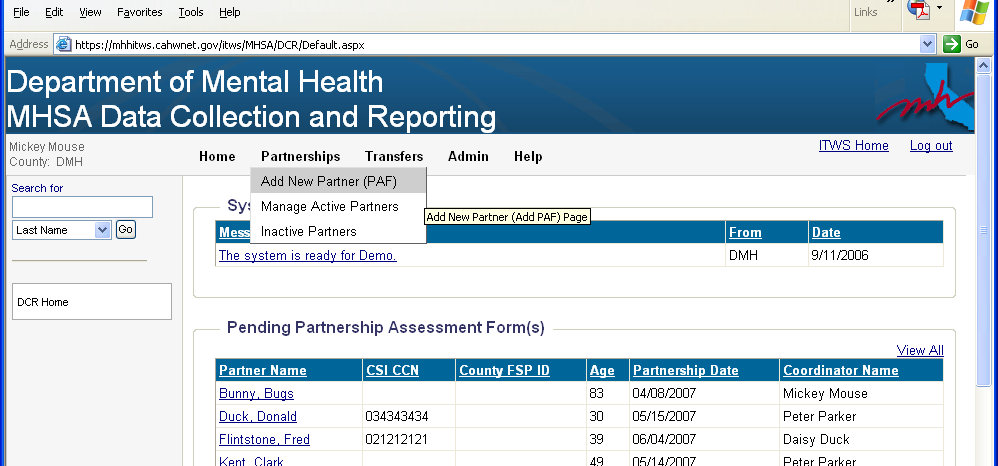 File Edit View Favorites Tools Help Links »
Address https://mhhitws.cahwnet.gov/itws/MHSA/DCR/Default.aspx Go
Department of Mental Health
MHSA Data Collection and Reporting
Mickey Mouse
County: DMH
Home Partnerships Transfers Admin Help
ITWS Home Log out
Search for
Last Name Go
DCR Home
Add New Partner (PAF)
Manage Active Partners
Inactive Partners
Add New Partner (Add PAF) Page
From Date
The system is ready for Demo. DMH 9/11/2006
Pending Partnership Assessment Form(s)
View All
Partner Name CSI CCN County FSP ID Age Partnership Date Coordinator Name
Bunny, Bugs 83 04/08/2007 Mickey Mouse
Duck, Donald 034343434 30 05/15/2007 Peter Parker
Flintstone, Fred 021212121 39 06/04/2007 Daisy Duck
Kent, Clark 49 05/14/2007 Peter Parker